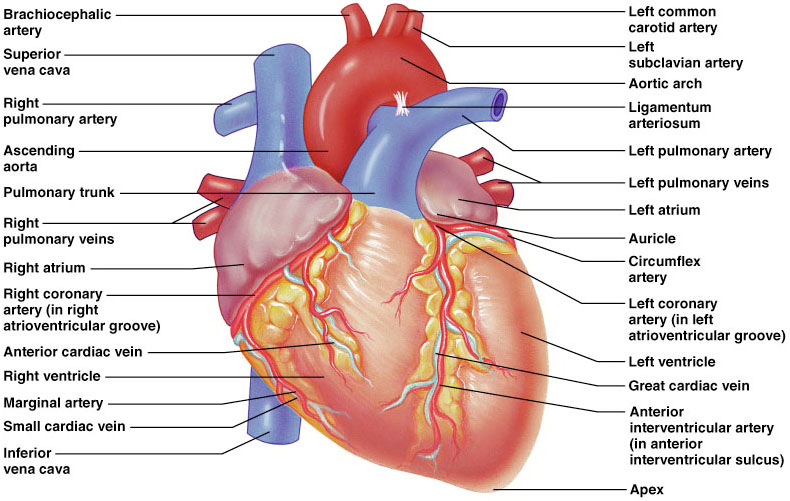 Brachiocephalic
artery
Superior
vena cava
Right
pulmonary artery
Ascending
aorta
Pulmonary trunk
Right
pulmonary veins
Right atrium
Right coronary
artery (in right
atrioventricular groove)
Anterior cardiac vein
Right ventricle
Marginal artery
Small cardiac vein
Inferior
vena cava
Left common
carotid artery
Left
subclavian artery
Aortic arch
Ligamentum
arteriosum
Left pulmonary artery
Left pulmonary veins
Left atrium
Auricle
Circumflex
artery
Left coronary
artery (in left
atrioventricular groove)
Left ventricle
Great cardiac vein
Anterior
interventricular artery
(in anterior
interventricular sulcus)
Apex